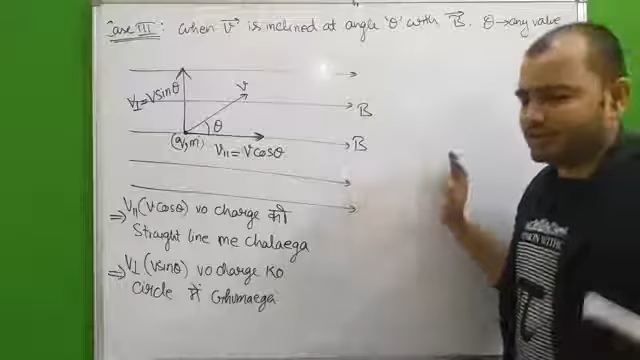 Case III: when V⃗ is inclined at angle 'θ' with B⃗. θ→any value
V⊥=Vsinθ
V
θ
B
(q,m)
V∥=Vcosθ
B
⇒ V∥(vcosθ) vo charge को
Straight line me chalaega
⇒ V⊥(vsinθ) vo charge ko
Circle में Ghumaega
π